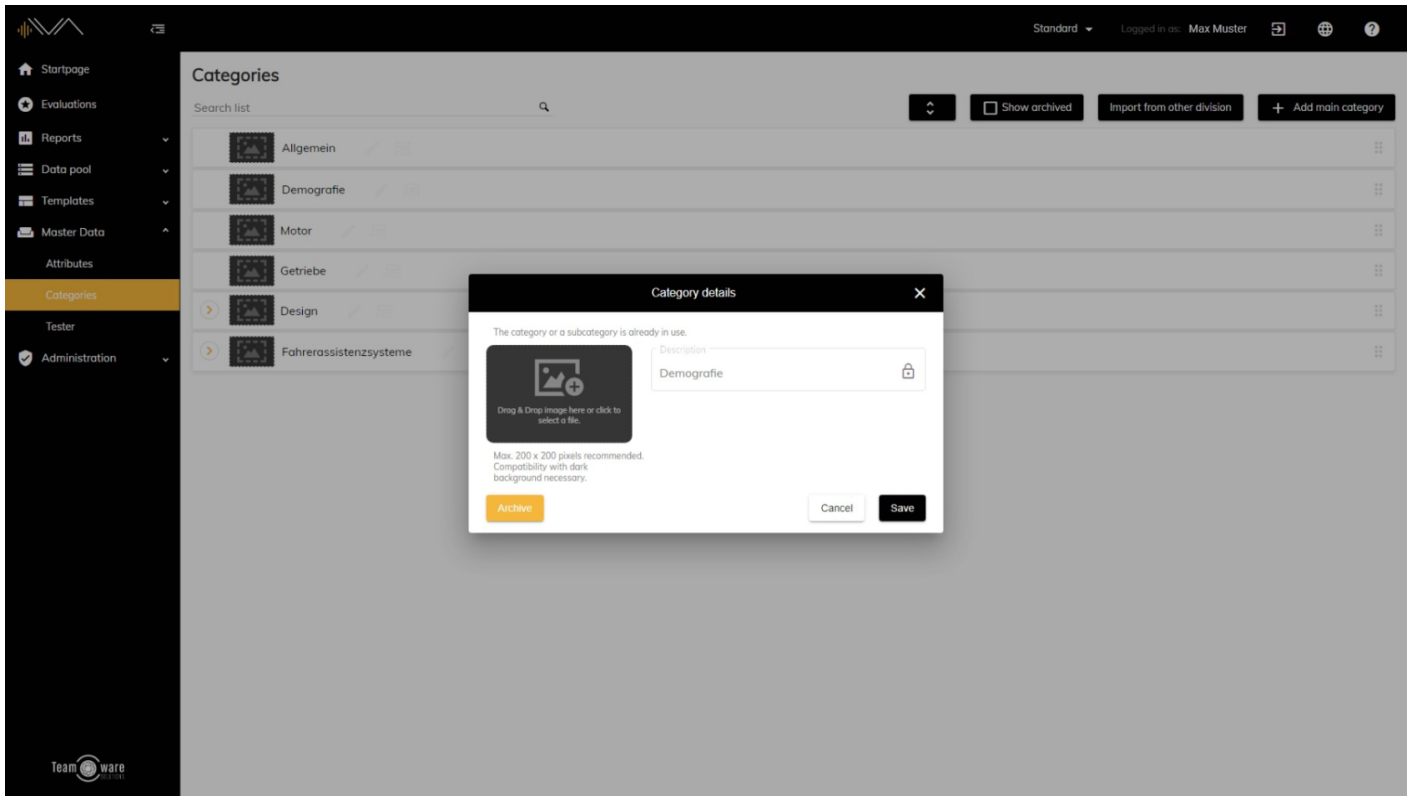 Standard
Logged in as: Max Muster
Startpage
Evaluations
Reports
Data pool
Templates
Master Data
Attributes
Categories
Tester
Administration
Team ware
SOLUTIONS
Categories
Search list
Show archived
Import from other division
+ Add main category
Allgemein
Demografie
Motor
Getriebe
Design
Fahrerassistenzsysteme
Category details
The category or a subcategory is already in use.
Drag & Drop image here or click to
select a file.
Description
Demografie
Max. 200 x 200 pixels recommended.
Compatibility with dark
background necessary.
Archive
Cancel
Save